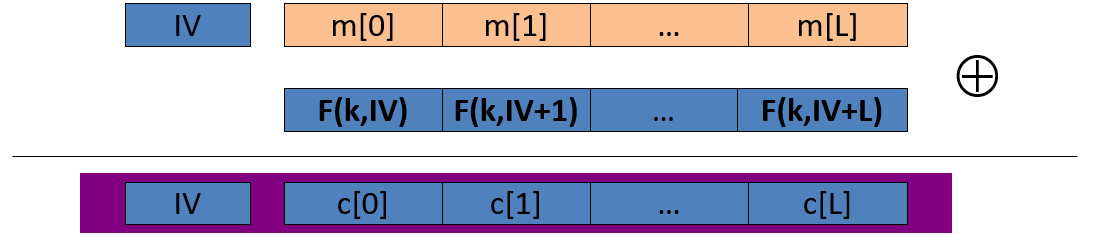 IV m[0] m[1] ... m[L]
⊕
F(k,IV) F(k,IV+1) ... F(k,IV+L)
IV c[0] c[1] ... c[L]